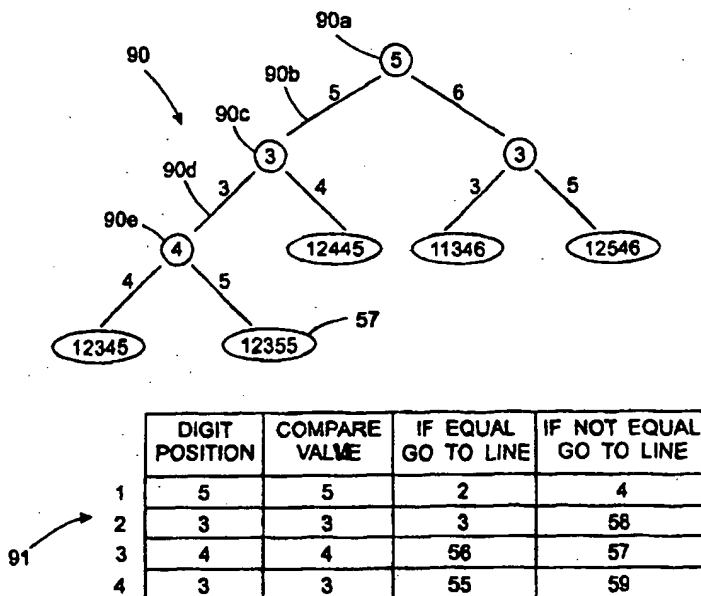 90a
90
90b
5
5
6
90c
3
3
90d
3
4
3
5
90e
4
12445
11346
12546
4
5
57
12345
12355
DIGIT POSITION COMPARE VALUE IF EQUAL GO TO LINE IF NOT EQUAL GO TO LINE
1 5 5 2 4
2 3 3 3 58
91
3 4 4 56 57
4 3 3 55 59